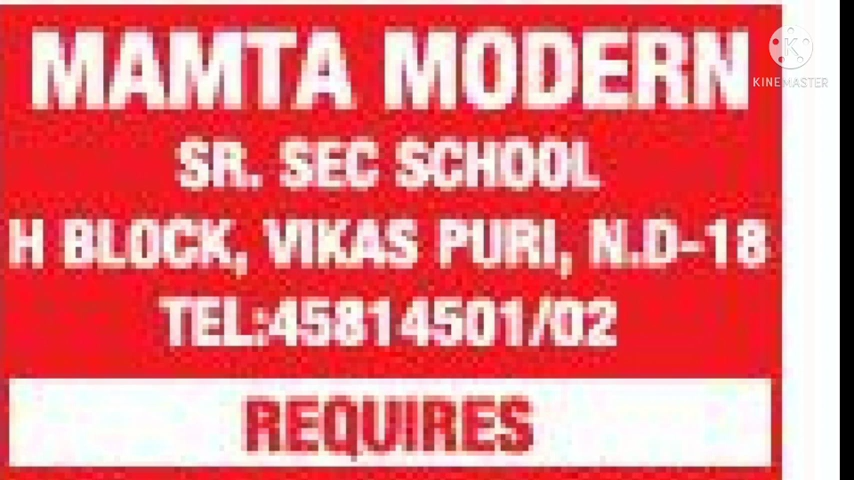 MAMTA MODERN
KINEMASTER
SR. SEC SCHOOL
H BLOCK, VIKAS PURI, N.D-18
TEL:45814501/02
REQUIRES